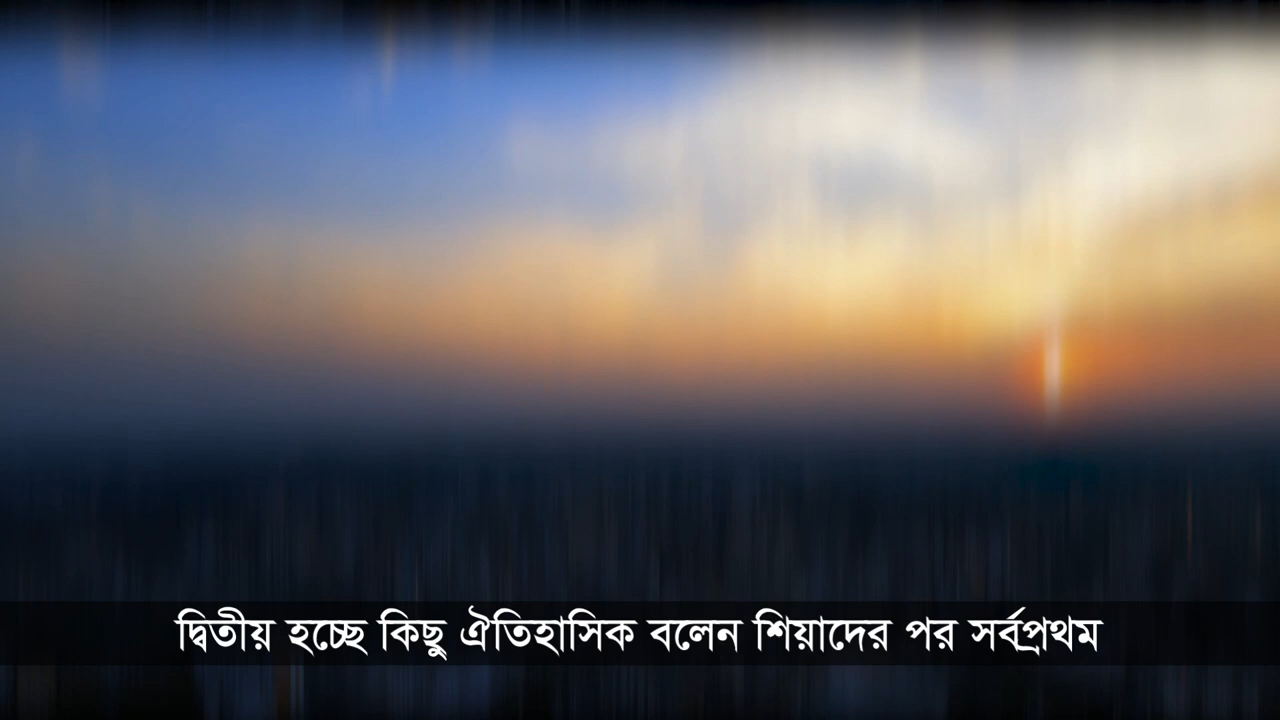 দ্বিতীয় হচ্ছে কিছু ঐতিহাসিক বলেন শিয়াদের পর সর্বপ্রথম